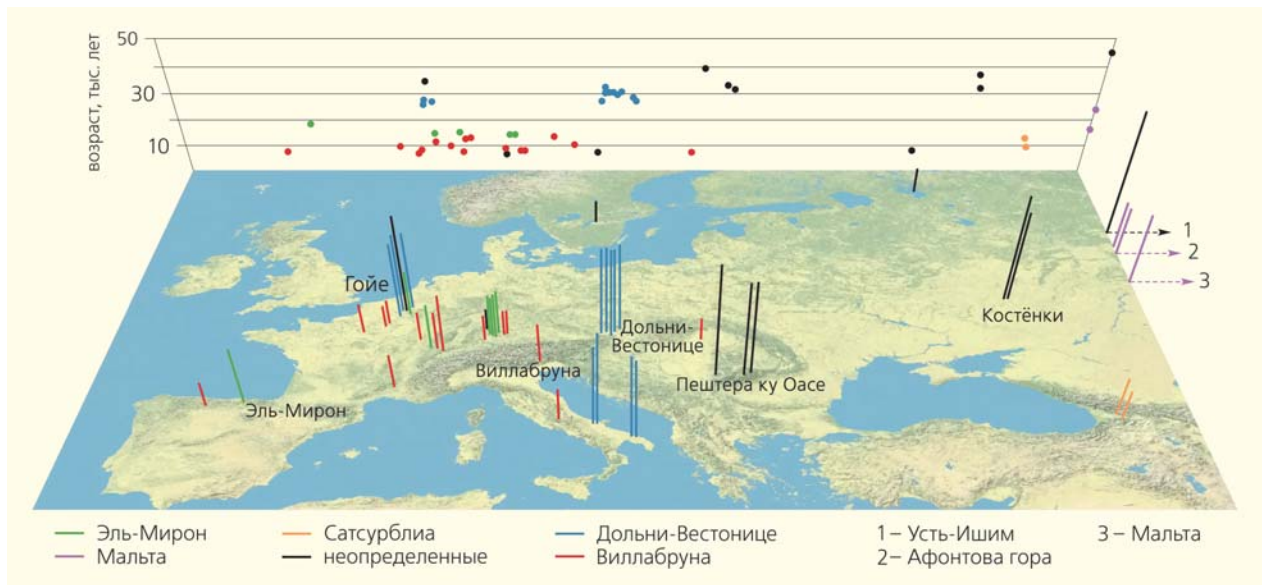 возраст, тыс. лет
50
30
10
Гойе
1
2
3
Костёнки
Дольни-
Вестонице
Виллабруна
Пештера ку Оасе
Эль-Мирон
Эль-Мирон
Сатсурблиа
Дольни-Вестонице
1– Усть-Ишим
3 – Мальта
Мальта
неопределенные
Виллабруна
2– Афонтова гора